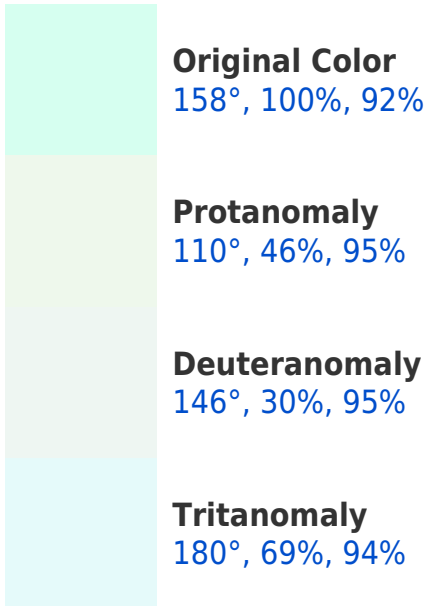 Original Color
158°, 100%, 92%
Protanomaly
110°, 46%, 95%
Deuteranomaly
146°, 30%, 95%
Tritanomaly
180°, 69%, 94%